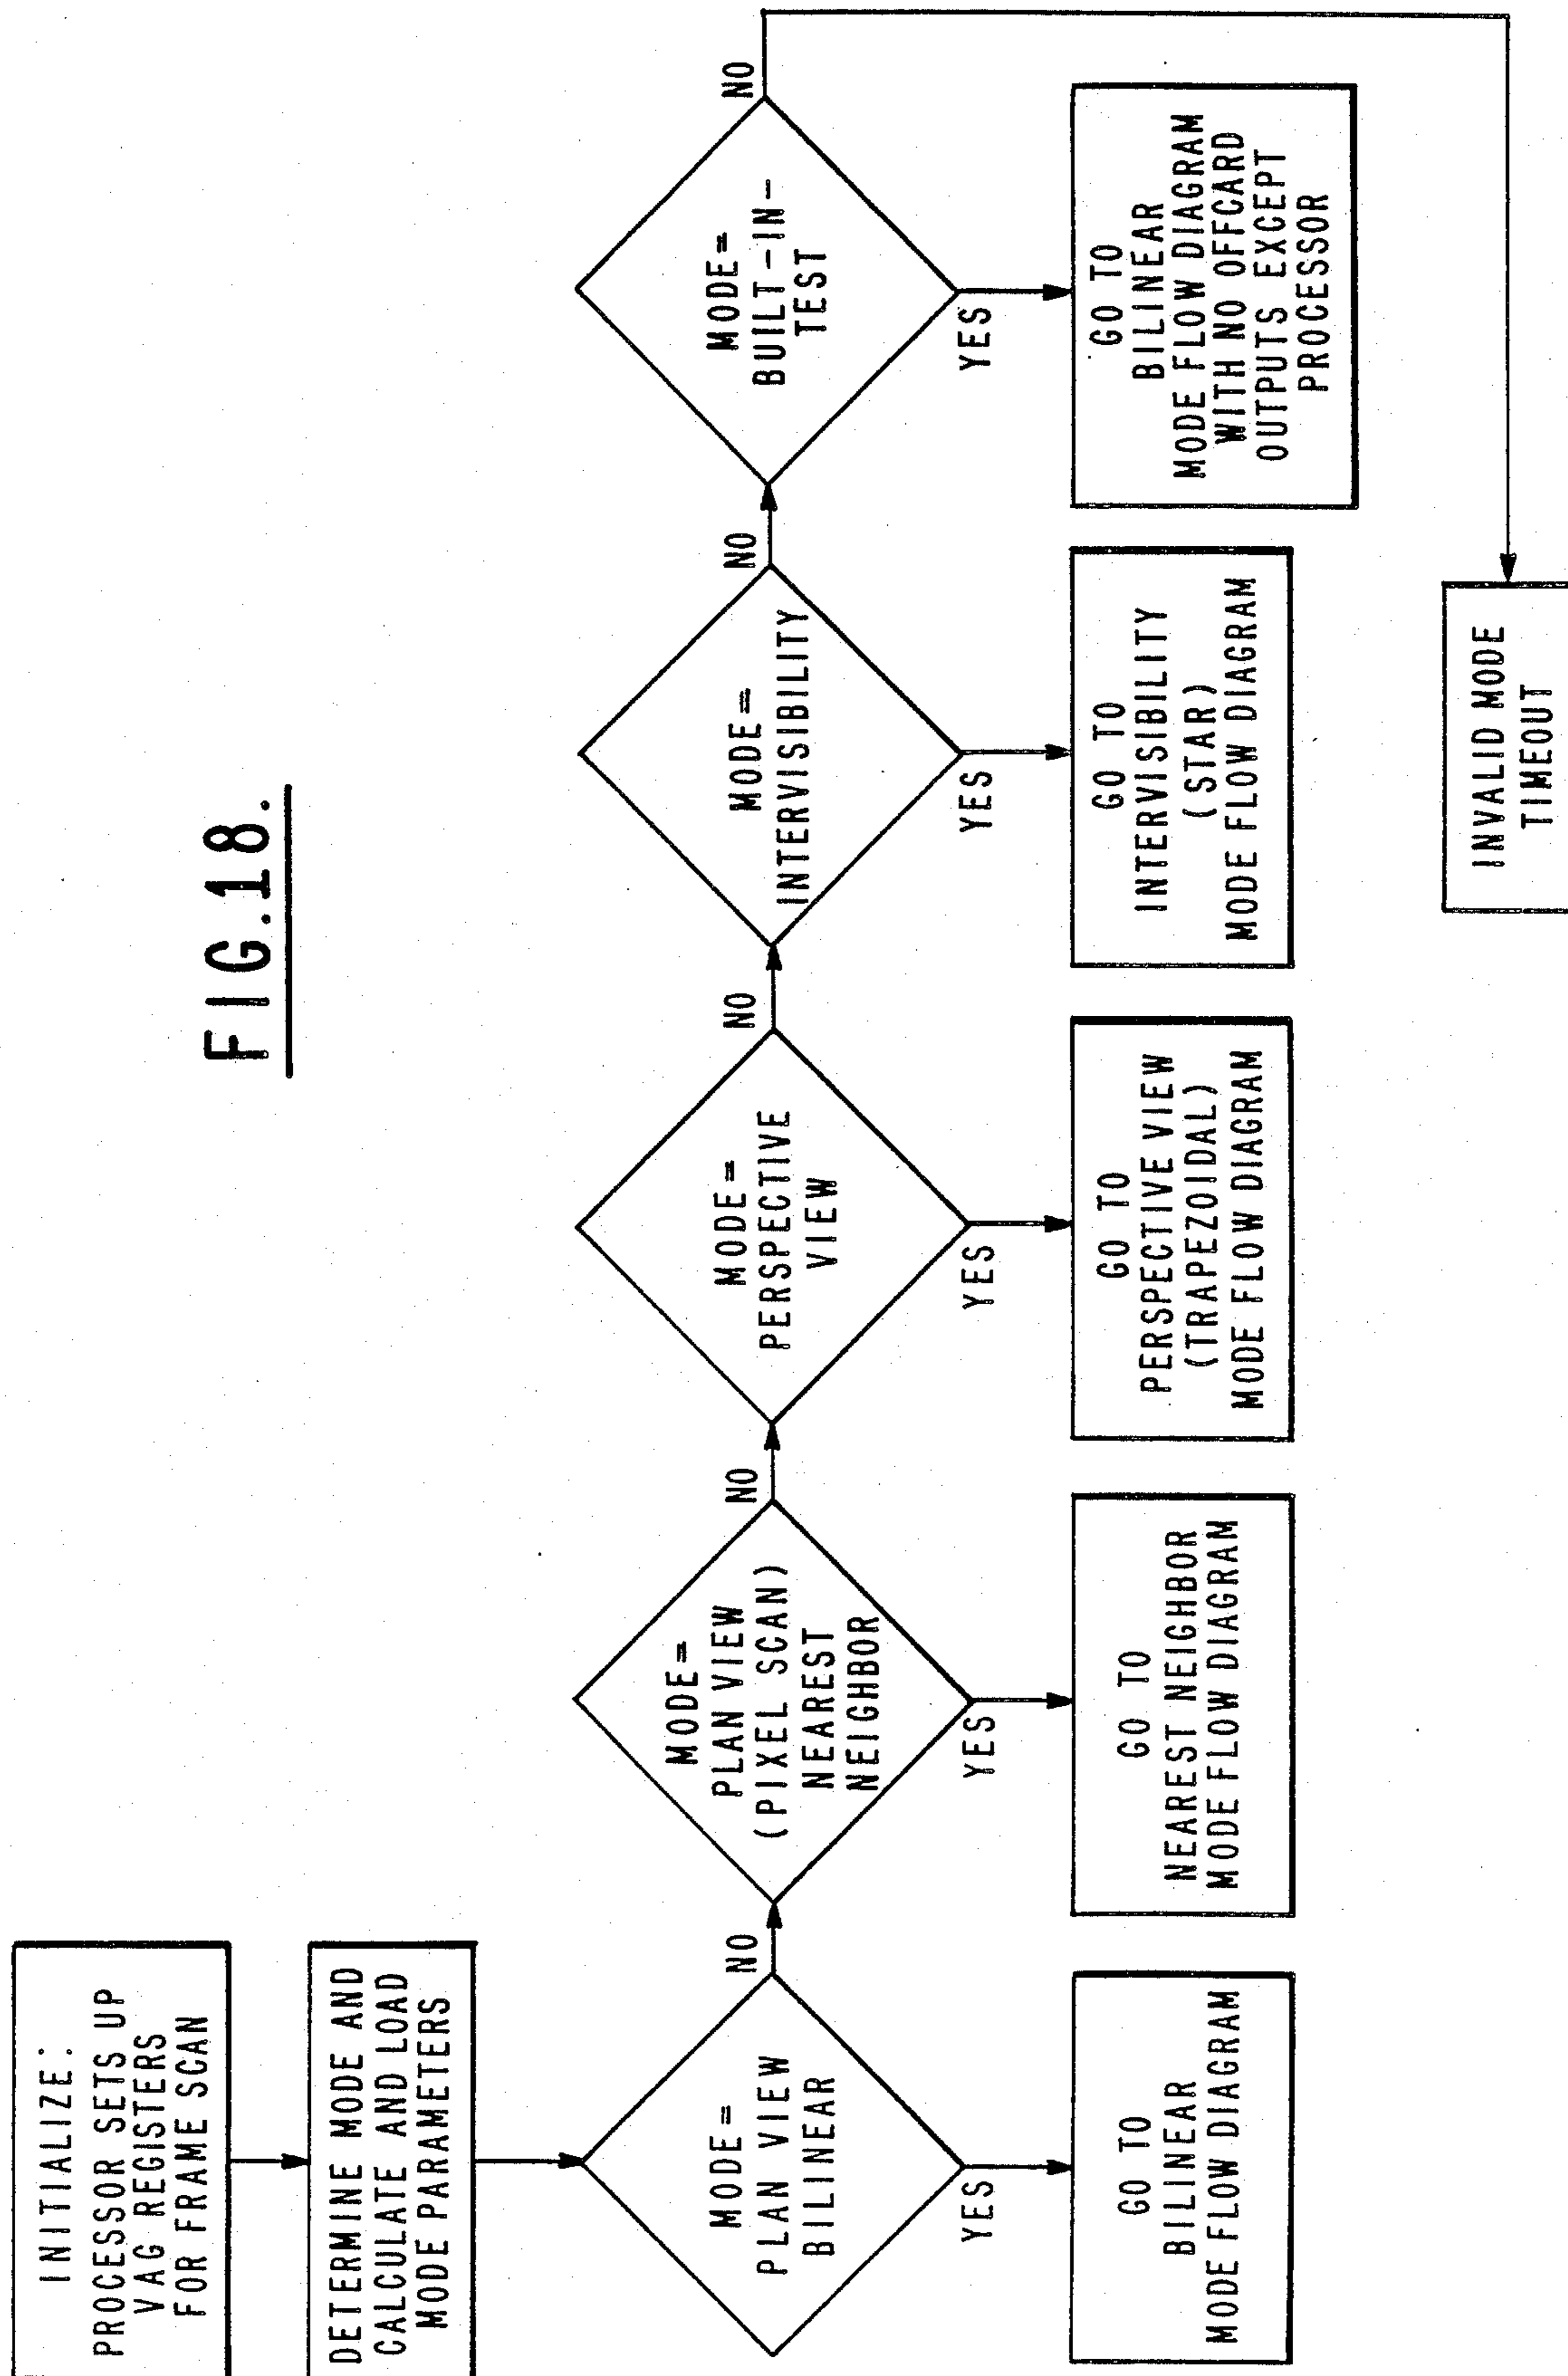 FIG.18.
INITIALIZE:
PROCESSOR SETS UP
VAG REGISTERS
FOR FRAME SCAN
DETERMINE MODE AND
CALCULATE AND LOAD
MODE PARAMETERS
MODE=
PLAN VIEW
BILINEAR
NO
YES
GO TO
BILINEAR
MODE FLOW DIAGRAM
MODE=
PLAN VIEW
(PIXEL SCAN)
NEAREST
NEIGHBOR
NO
YES
GO TO
NEAREST NEIGHBOR
MODE FLOW DIAGRAM
MODE=
PERSPECTIVE
VIEW
NO
YES
GO TO
PERSPECTIVE VIEW
(TRAPEZOIDAL)
MODE FLOW DIAGRAM
MODE=
INTERVISIBILITY
NO
YES
GO TO
INTERVISIBILITY
(STAR)
MODE FLOW DIAGRAM
MODE=
BUILT-IN-
TEST
NO
YES
GO TO
BILINEAR
MODE FLOW DIAGRAM
WITH NO OFFCARD
OUTPUTS EXCEPT
PROCESSOR
INVALID MODE
TIMEOUT